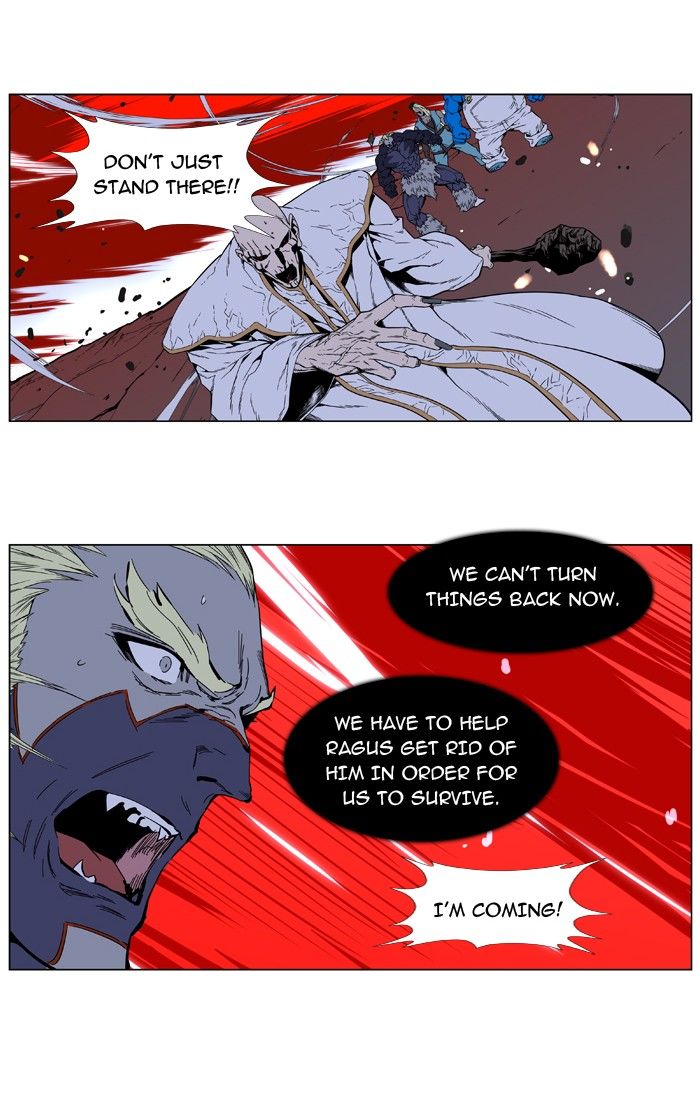 DON'T JUST
STAND THERE!!
WE CAN'T TURN
THINGS BACK NOW.
WE HAVE TO HELP
RAGUS GET RID OF
HIM IN ORDER FOR
US TO SURVIVE.
I'M COMING!